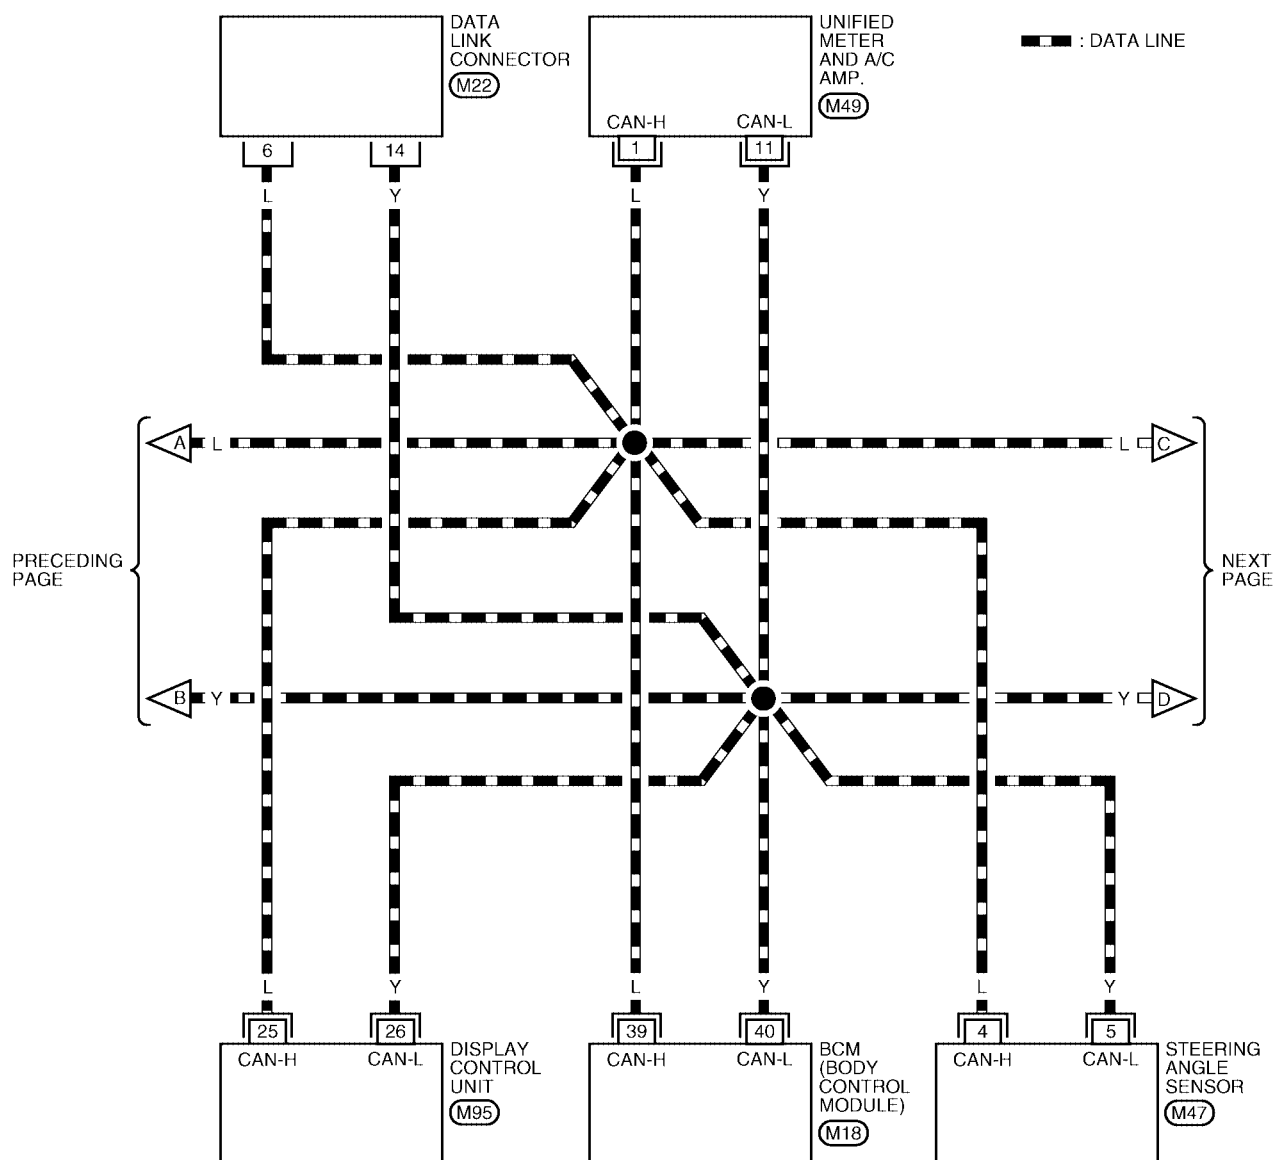 DATA
LINK
CONNECTOR
M22
UNIFIED
METER
AND A/C
AMP.
M49
: DATA LINE
CAN-H
CAN-L
6
14
1
11
L
Y
L
Y
A
L
L
C
PRECEDING
PAGE
NEXT
PAGE
B
Y
Y
D
L
Y
L
Y
L
Y
25
26
39
40
4
5
CAN-H
CAN-L
DISPLAY
CONTROL
UNIT
M95
CAN-H
CAN-L
BCM
(BODY
CONTROL
MODULE)
M18
CAN-H
CAN-L
STEERING
ANGLE
SENSOR
M47